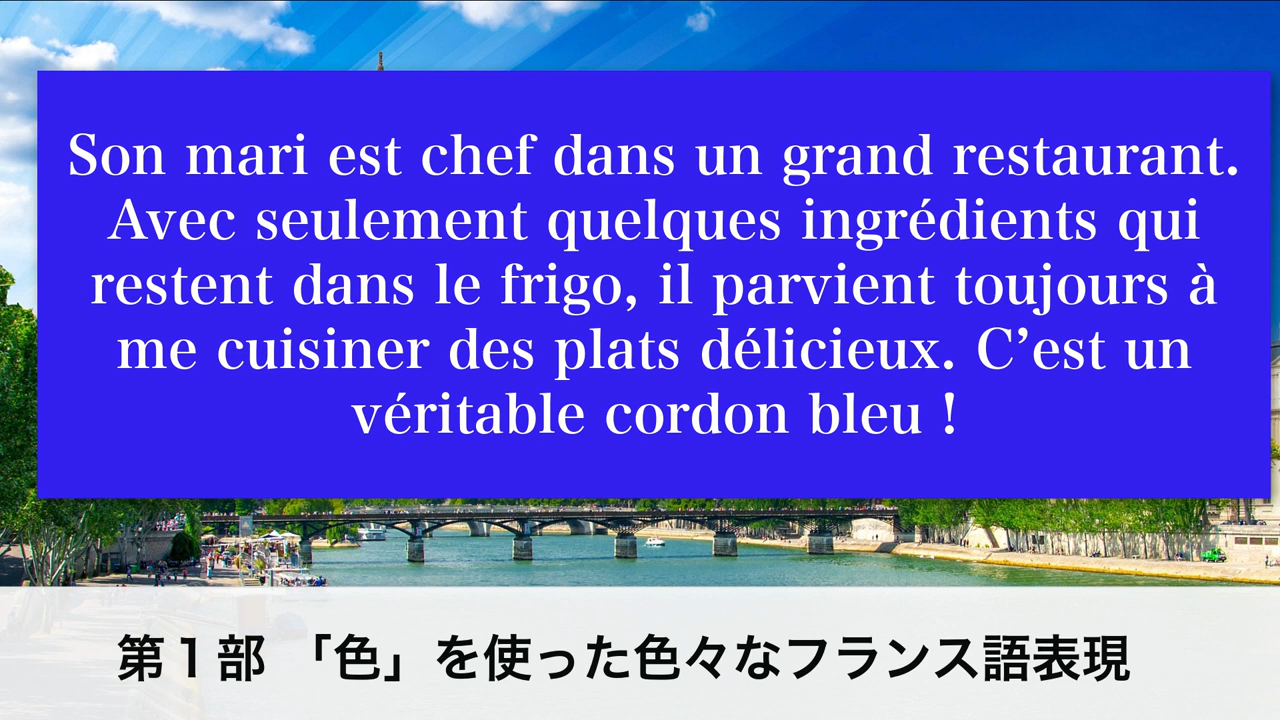 Son mari est chef dans un grand restaurant.
Avec seulement quelques ingrédients qui
restent dans le frigo, il parvient toujours à
me cuisiner des plats délicieux. C’est un
véritable cordon bleu !
第１部 「色」を使った色々なフランス語表現